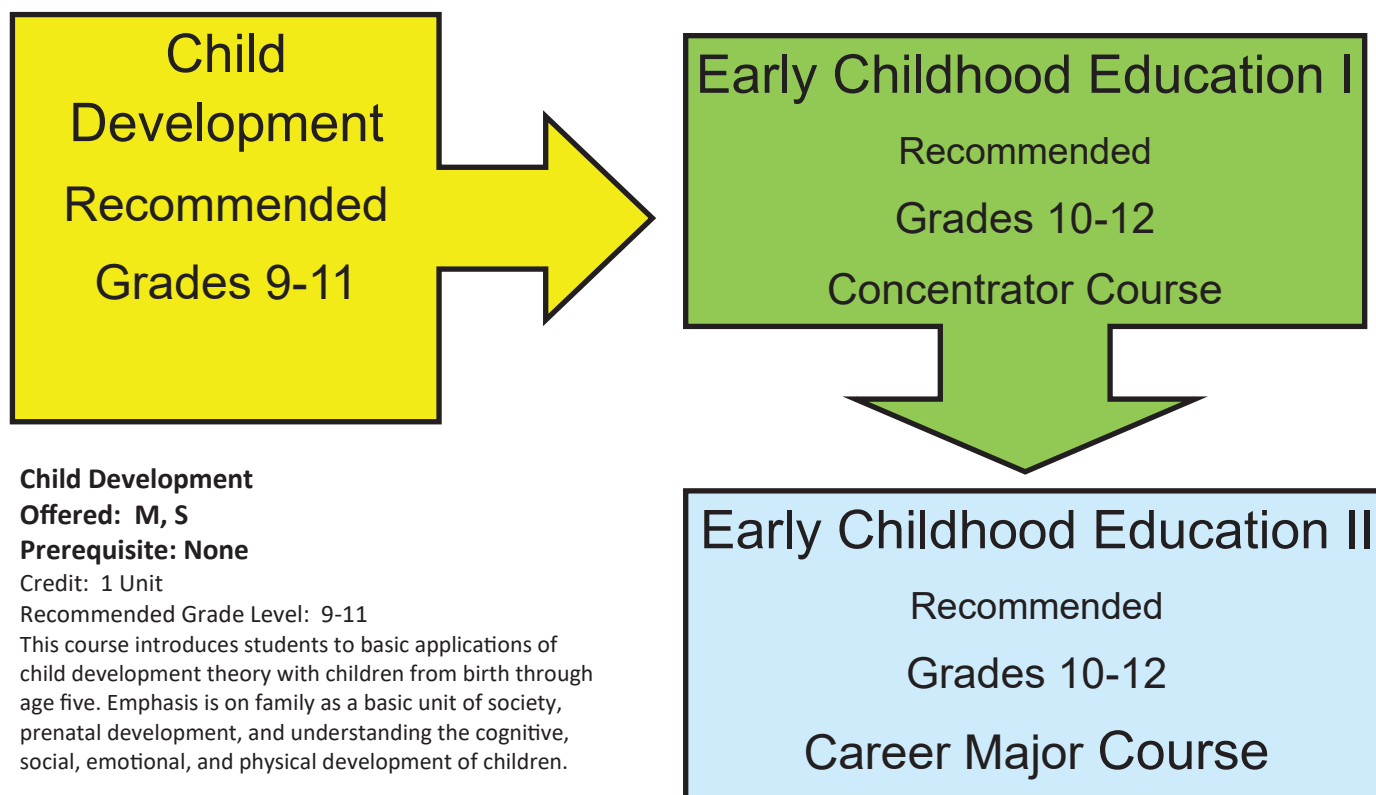 Child
Development
Recommended
Grades 9-11
Early Childhood Education I
Recommended
Grades 10-12
Concentrator Course
Early Childhood Education II
Recommended
Grades 10-12
Career Major Course
Child Development
Offered:  M, S
Prerequisite: None
Credit:  1 Unit
Recommended Grade Level:  9-11
This course introduces students to basic applications of
child development theory with children from birth through
age five. Emphasis is on family as a basic unit of society,
prenatal development, and understanding the cognitive,
social, emotional, and physical development of children.